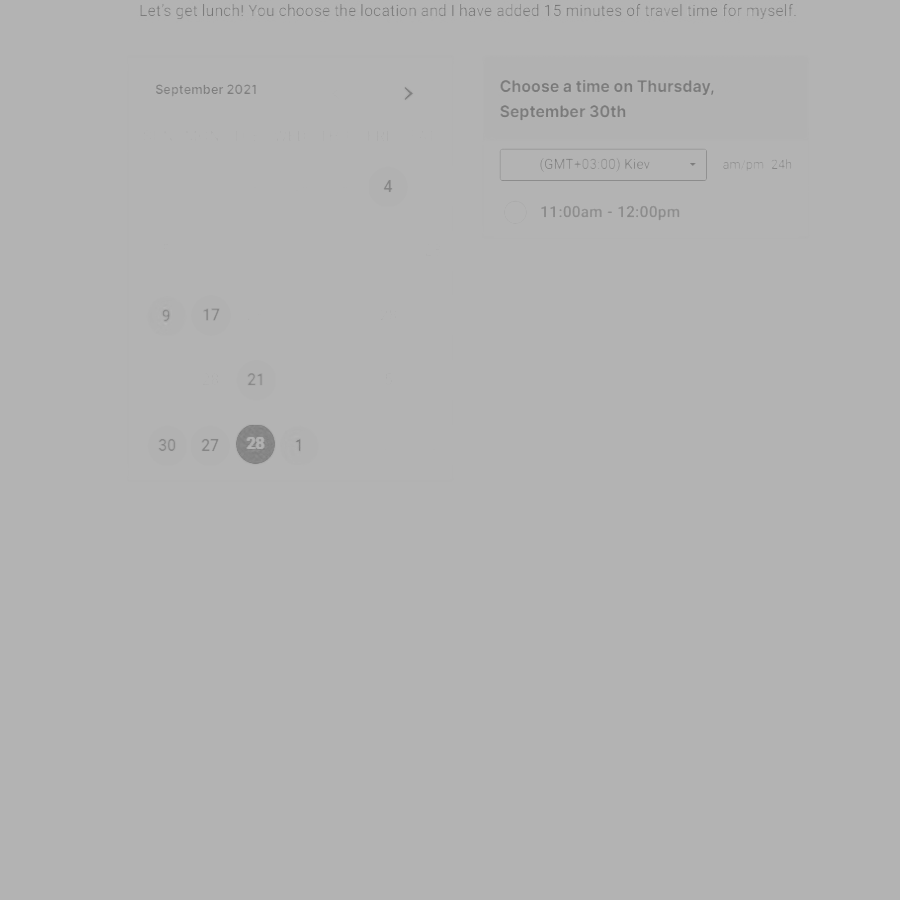 Let's get lunch! You choose the location and I have added 15 minutes of travel time for myself.
September 2021
4
9 17
21
30 27 28 1
Choose a time on Thursday,
September 30th
(GMT+03:00) Kiev am/pm 24h
11:00am - 12:00pm